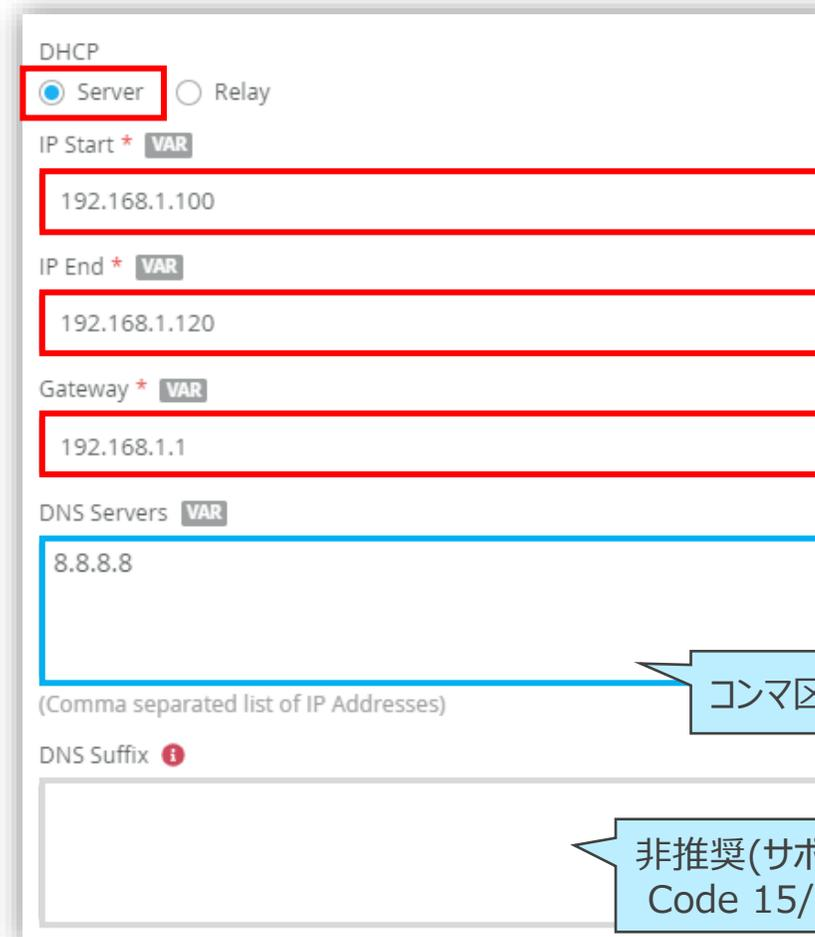 DHCP
Server Relay
IP Start * VAR
192.168.1.100
IP End * VAR
192.168.1.120
Gateway * VAR
192.168.1.1
DNS Servers VAR
8.8.8.8
コンマ
(Comma separated list of IP Addresses)
DNS Suffix
非推奨(サポ
Code 15/